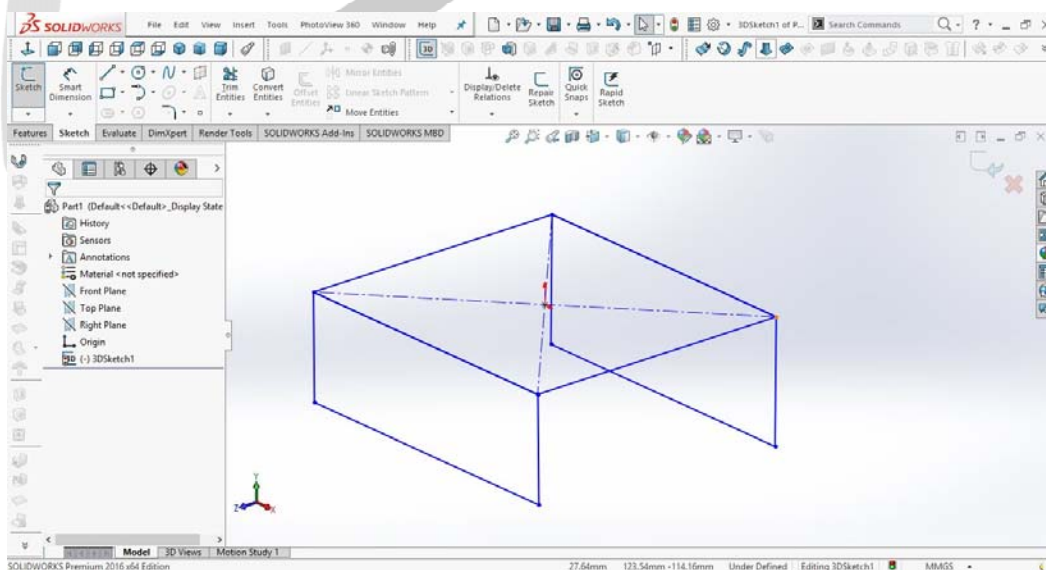 SOLIDWORKS File Edit View Insert Tools PhotoView 360 Window Help 3DSketch1 of P... Search Commands
3D
Sketch Smart Dimension Trim Entities Convert Entities Offset Entities Mirror Entities Linear Sketch Pattern Move Entities Display/Delete Relations Repair Sketch Quick Snaps Rapid Sketch
Features Sketch Evaluate DimXpert Render Tools SOLIDWORKS Add-Ins SOLIDWORKS MBD
Part1 (Default<<Default>_Display State
History
Sensors
Annotations
Material <not specified>
Front Plane
Top Plane
Right Plane
Origin
3D (-) 3DSketch1
Y
Z X
Model 3D Views Motion Study 1
SOLIDWORKS Premium 2016 x64 Edition 27.64mm 123.54mm -114.16mm Under Defined Editing 3DSketch1 MMGS